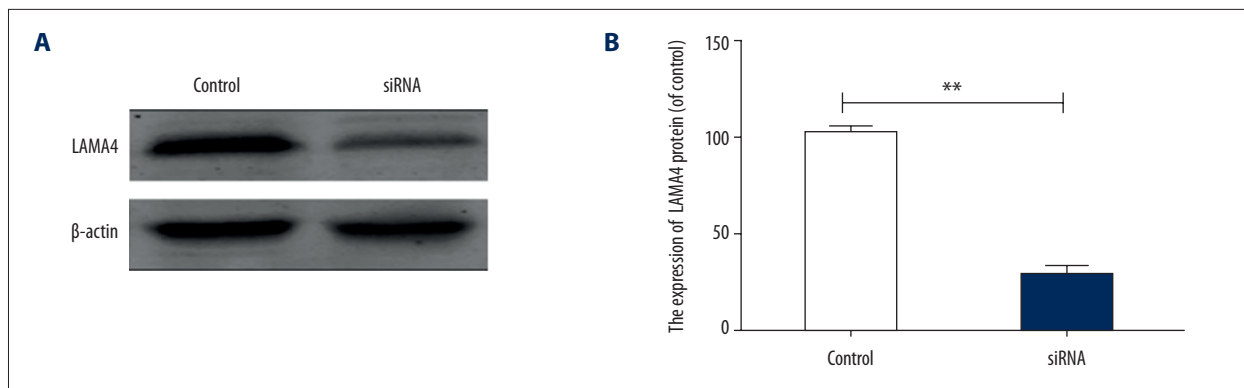 A
Control
siRNA
LAMA4
β-actin
B
The expression of LAMA4 protein (of control)
150
100
50
0
**
Control
siRNA